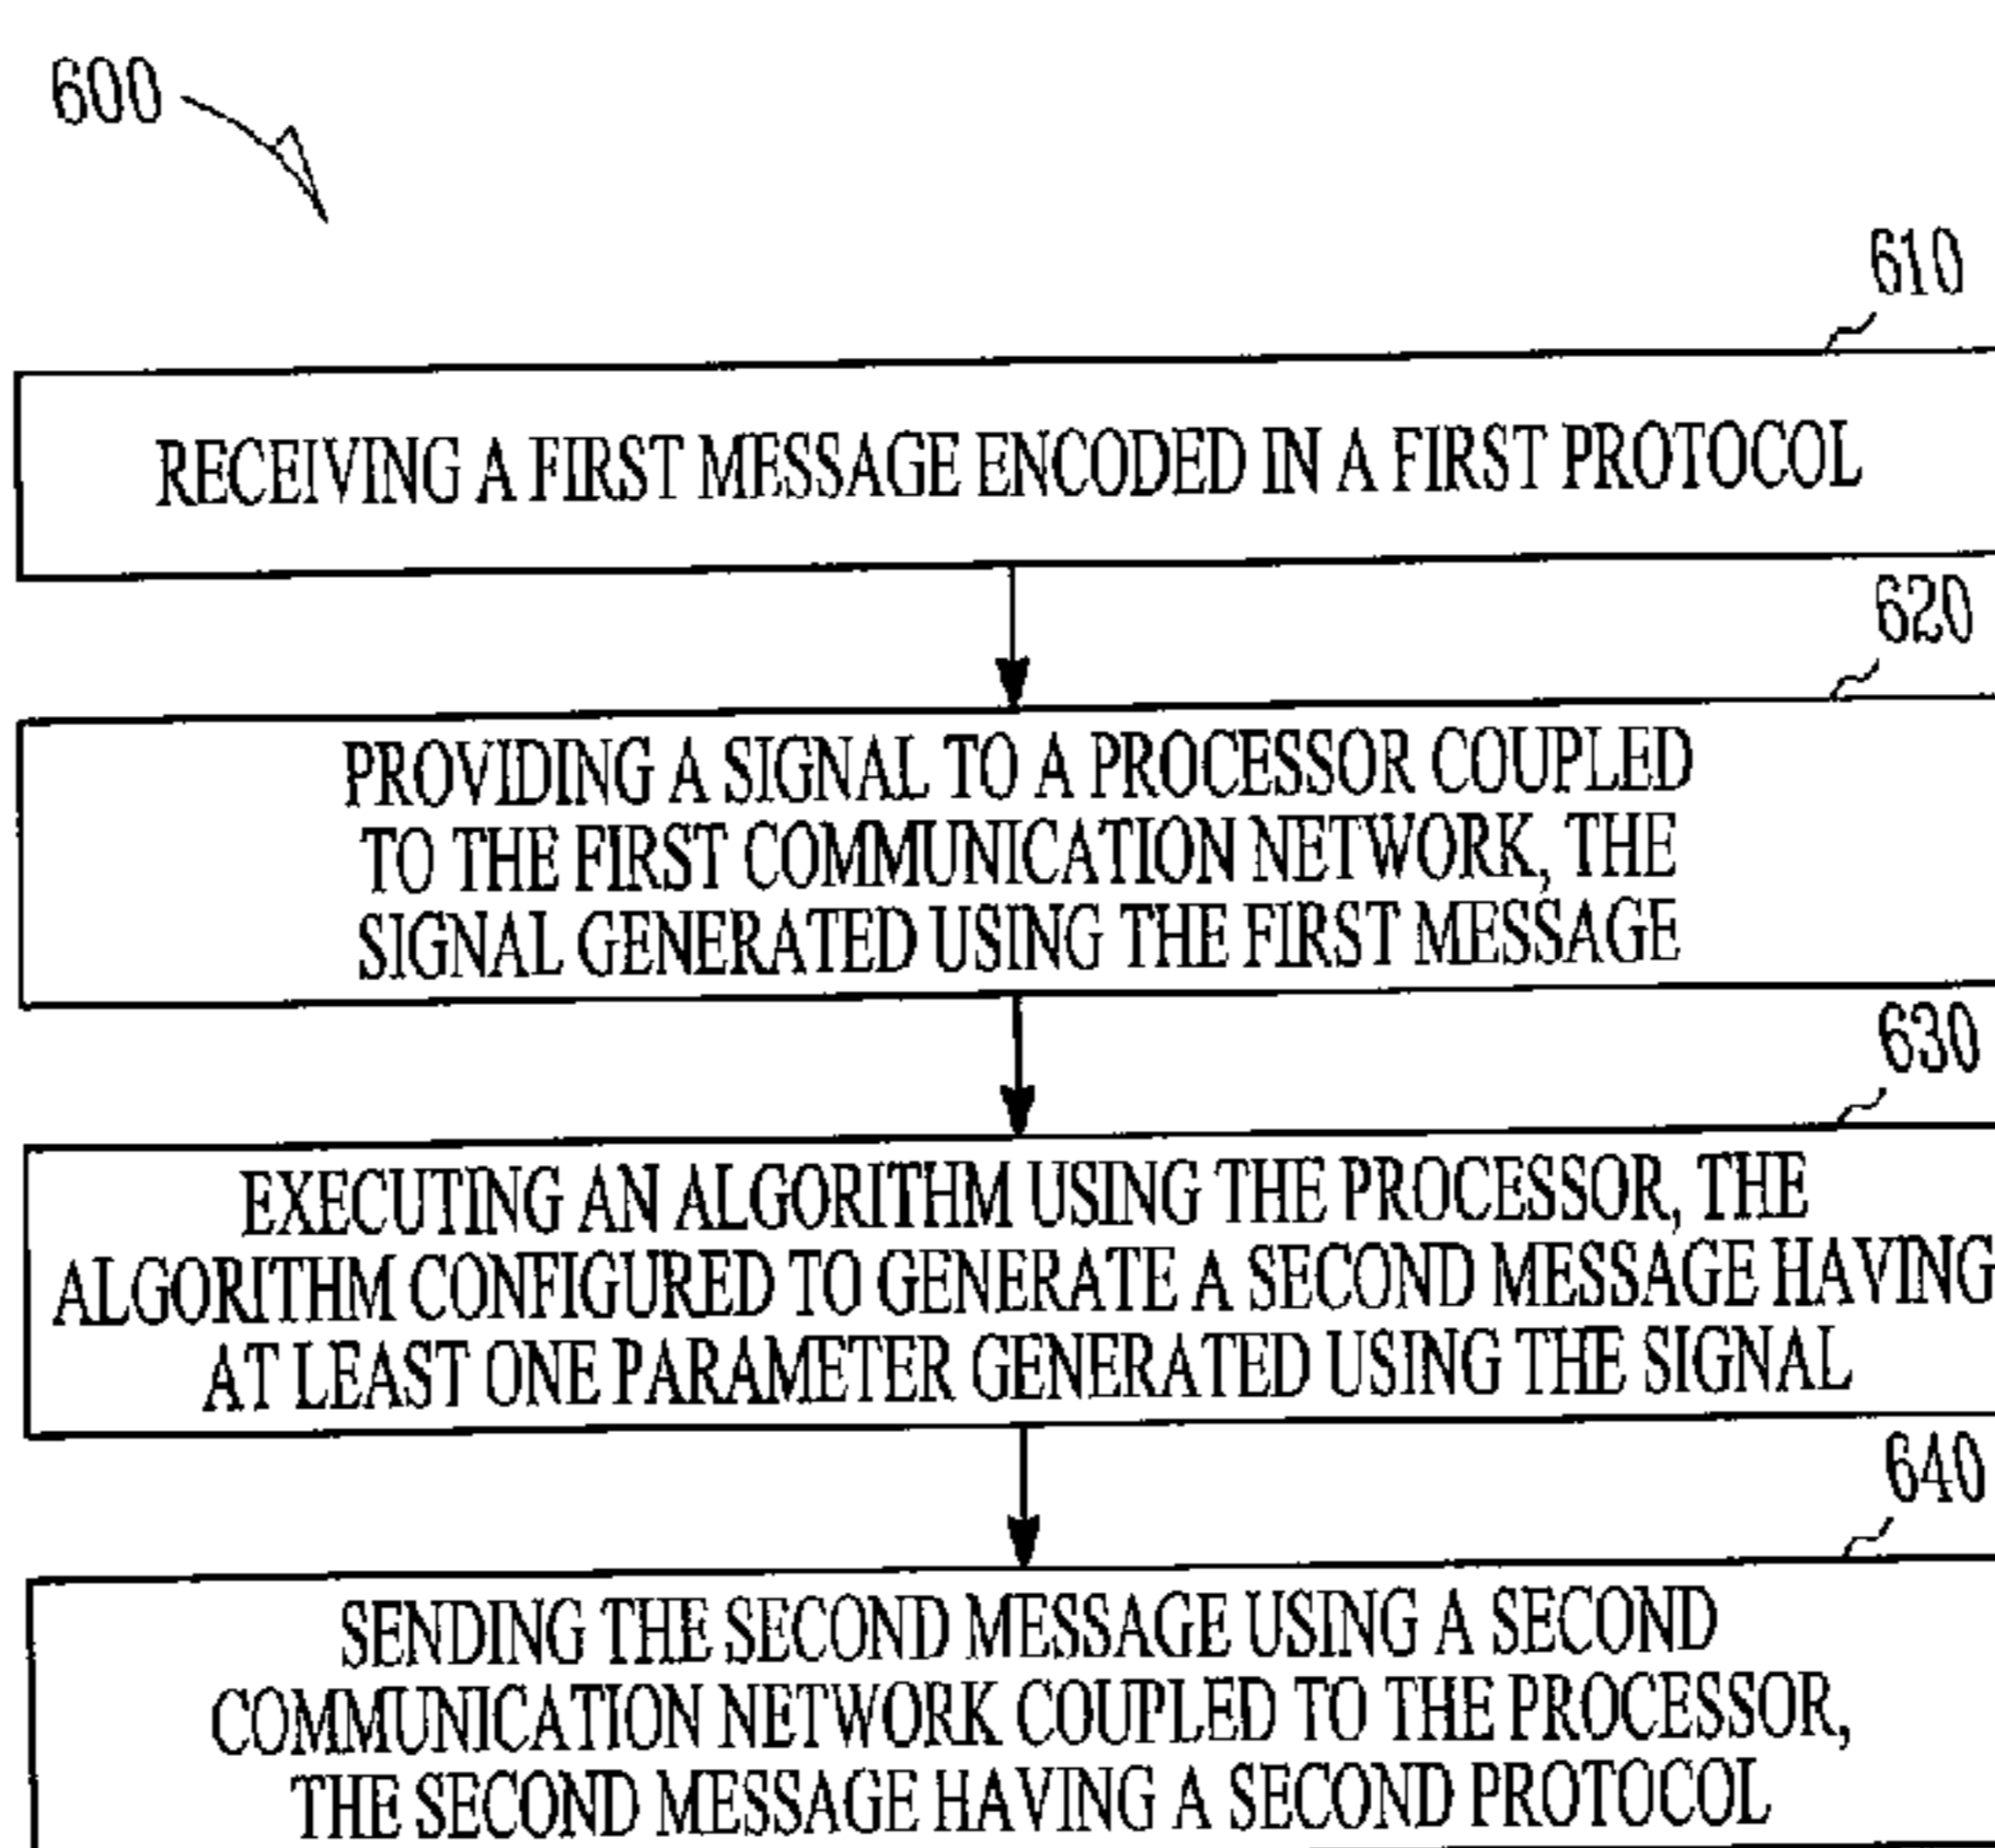 600
610
RECEIVING A FIRST MESSAGE ENCODED IN A FIRST PROTOCOL
620
PROVIDING A SIGNAL TO A PROCESSOR COUPLED
TO THE FIRST COMMUNICATION NETWORK, THE
SIGNAL GENERATED USING THE FIRST MESSAGE
630
EXECUTING AN ALGORITHM USING THE PROCESSOR, THE
ALGORITHM CONFIGURED TO GENERATE A SECOND MESSAGE HAVING
AT LEAST ONE PARAMETER GENERATED USING THE SIGNAL
640
SENDING THE SECOND MESSAGE USING A SECOND
COMMUNICATION NETWORK COUPLED TO THE PROCESSOR,
THE SECOND MESSAGE HAVING A SECOND PROTOCOL